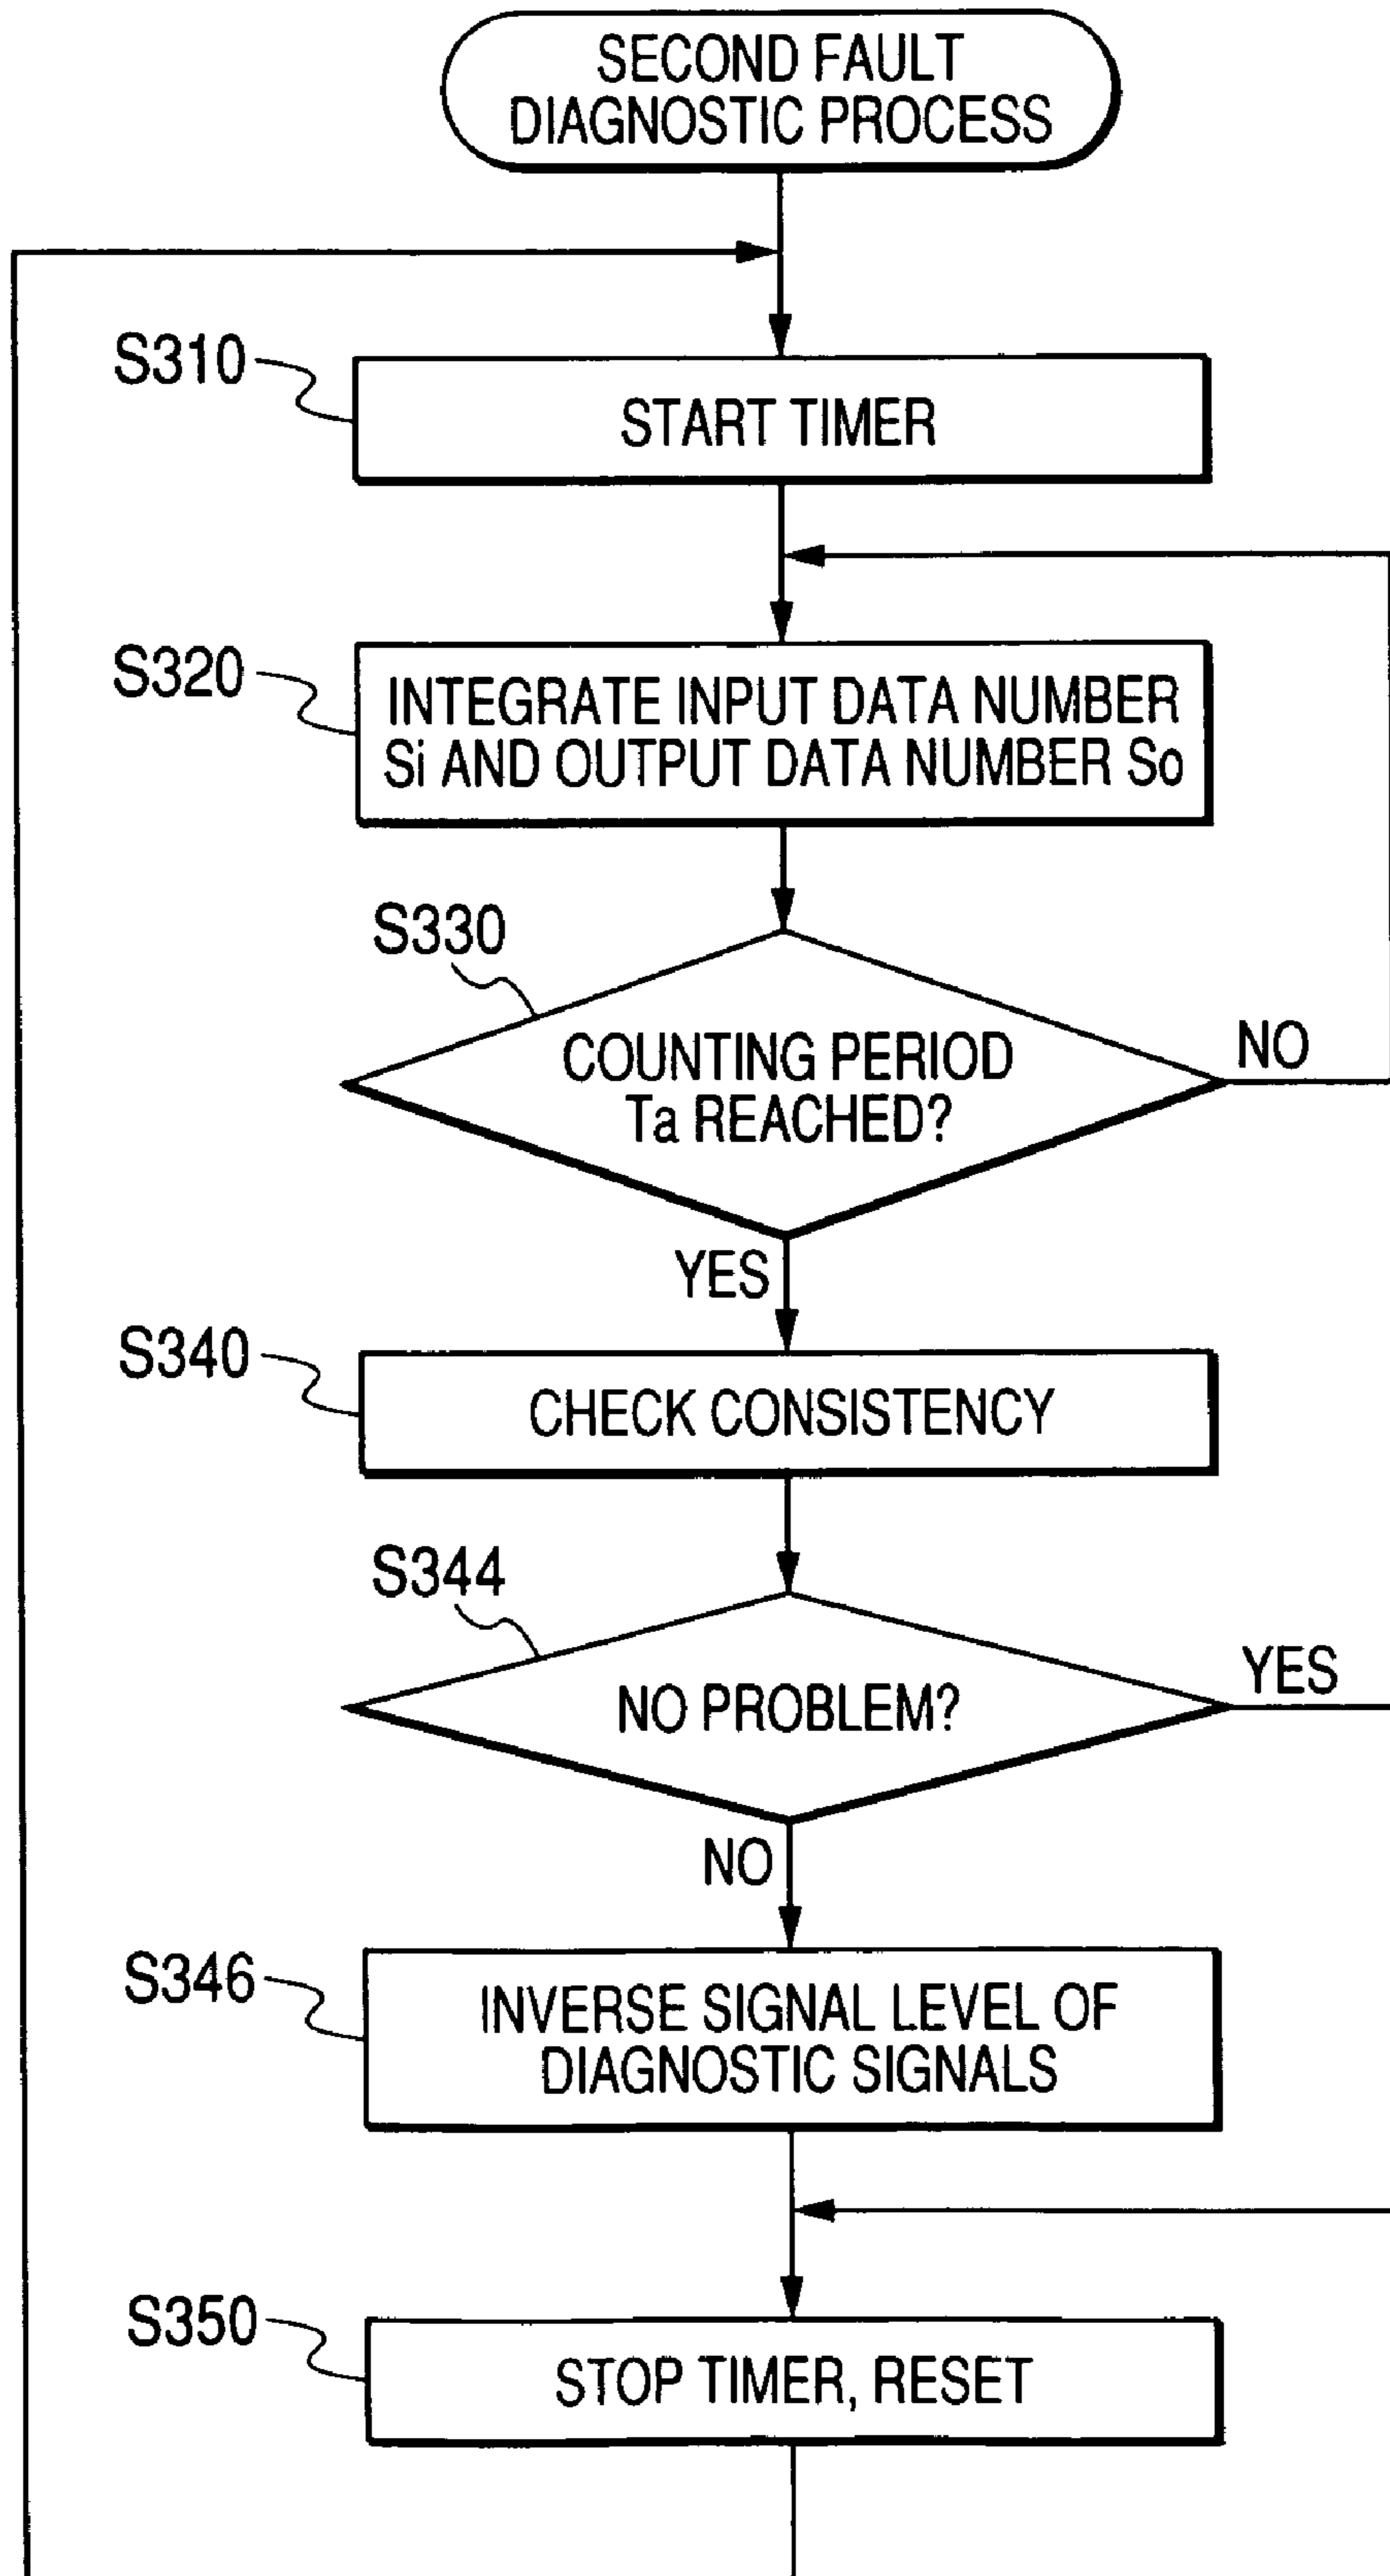 SECOND FAULT
DIAGNOSTIC PROCESS
S310
START TIMER
S320
INTEGRATE INPUT DATA NUMBER
Si AND OUTPUT DATA NUMBER So
S330
COUNTING PERIOD
Ta REACHED?
NO
YES
S340
CHECK CONSISTENCY
S344
NO PROBLEM?
YES
NO
S346
INVERSE SIGNAL LEVEL OF
DIAGNOSTIC SIGNALS
S350
STOP TIMER, RESET